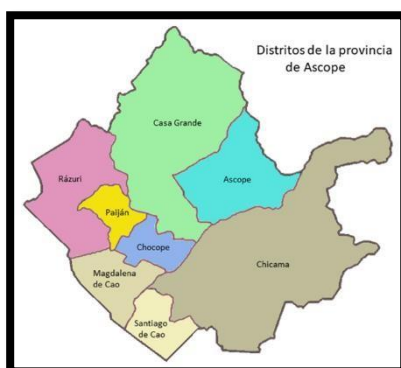 Distritos de la provincia
de Ascope
Casa Grande
Rázuri
Ascope
Paiján
Chocope
Chicama
Magdalena
de Cao
Santiago
de Cao